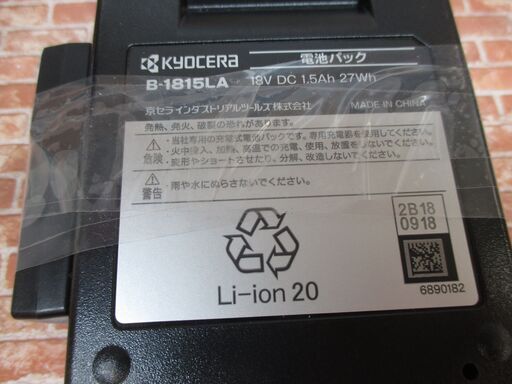 KYOCERA 電池パック
B-1815LA 18V DC 1.5Ah 27Wh
京セラインダストリアルツールズ株式会社 MADE IN CHINA
発熱、発火、破裂の恐れがあります。
危険 ・当社専用の充電式電池パックです。専用充電器を使用してください。
・火中投入、加熱、高温での充電、使用、放置をしないでください。
・変形やショートさせたり、分解、改造しないでください。
警告 雨や水にぬらさないでください。
2B18
0918
Li-ion 20
6890182